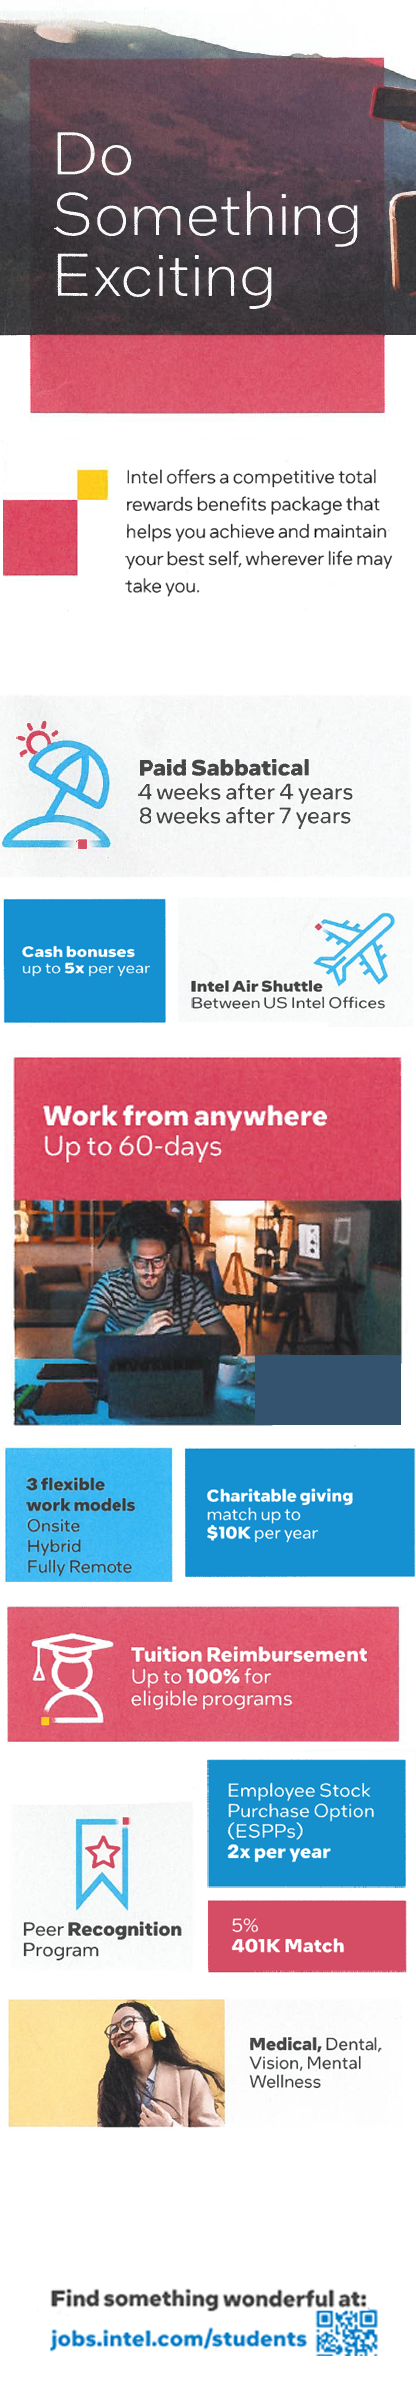 Do
Something
Exciting
Intel offers a competitive total
rewards benefits package that
helps you achieve and maintain
your best self, wherever life may
take you.
Paid Sabbatical
4 weeks after 4 years
8 weeks after 7 years
Cash bonuses
up to 5x per year
Intel Air Shuttle
Between US Intel Offices
Work from anywhere
Up to 60-days
3 flexible
work models
Onsite
Hybrid
Fully Remote
Charitable giving
match up to
$10K per year
Tuition Reimbursement
Up to 100% for
eligible programs
Employee Stock
Purchase Option
(ESPPs)
2x per year
Peer Recognition
Program
5%
401K Match
Medical, Dental,
Vision, Mental
Wellness
Find something wonderful at:
jobs.intel.com/students